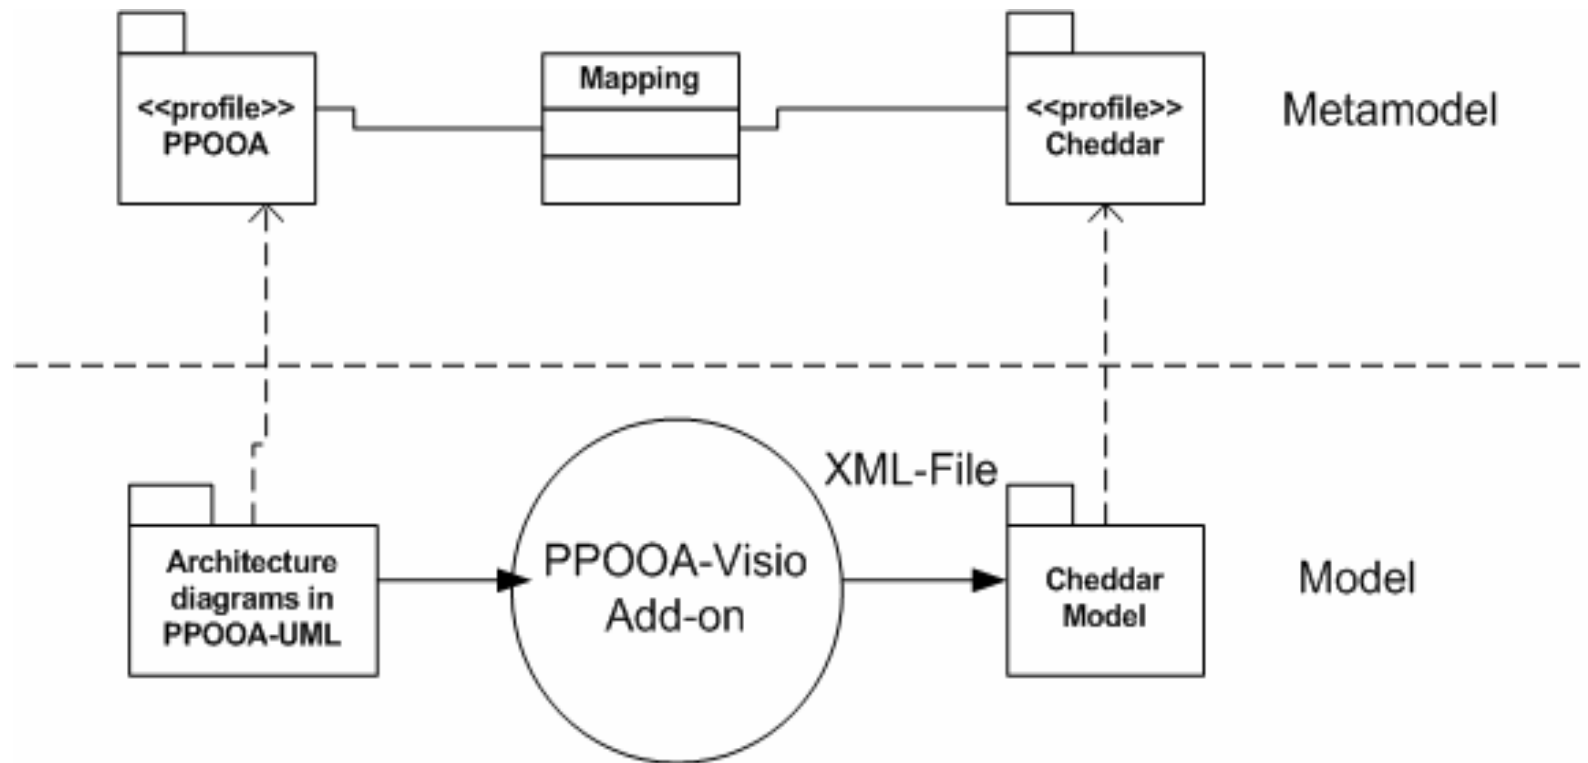 <<profile>>
PPOOA
Mapping
<<profile>>
Cheddar
Metamodel
Architecture
diagrams in
PPOOA-UML
PPOOA-Visio
Add-on
XML-File
Cheddar
Model
Model